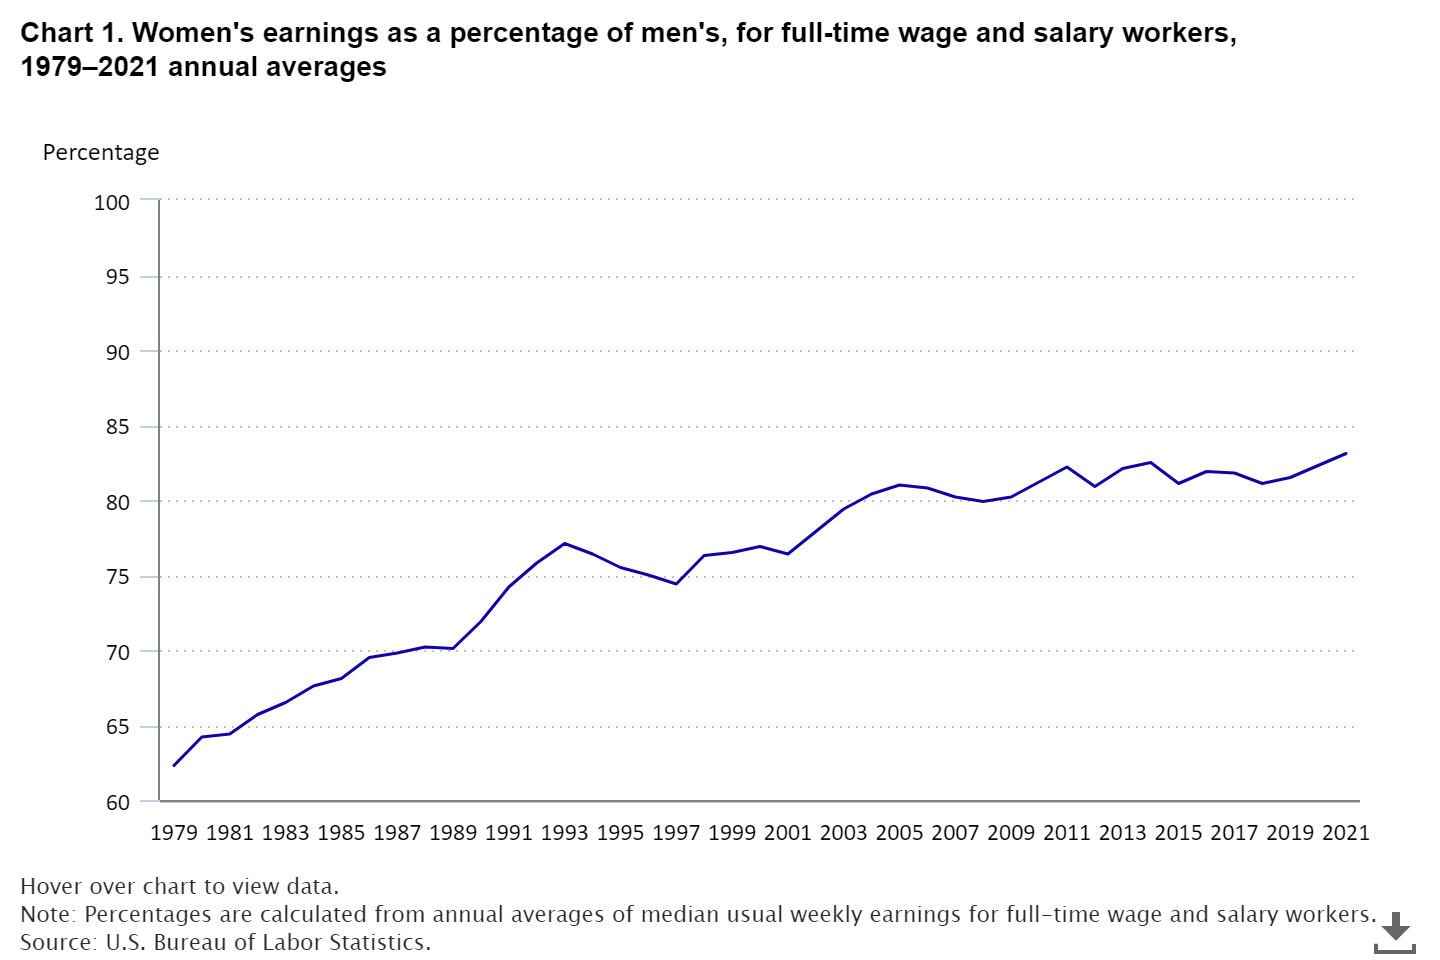 Chart 1. Women's earnings as a percentage of men's, for full-time wage and salary workers,
1979–2021 annual averages
Percentage
100
95
90
85
80
75
70
65
60
1979 1981 1983 1985 1987 1989 1991 1993 1995 1997 1999 2001 2003 2005 2007 2009 2011 2013 2015 2017 2019 2021
Hover over chart to view data.
Note: Percentages are calculated from annual averages of median usual weekly earnings for full-time wage and salary workers.
Source: U.S. Bureau of Labor Statistics.